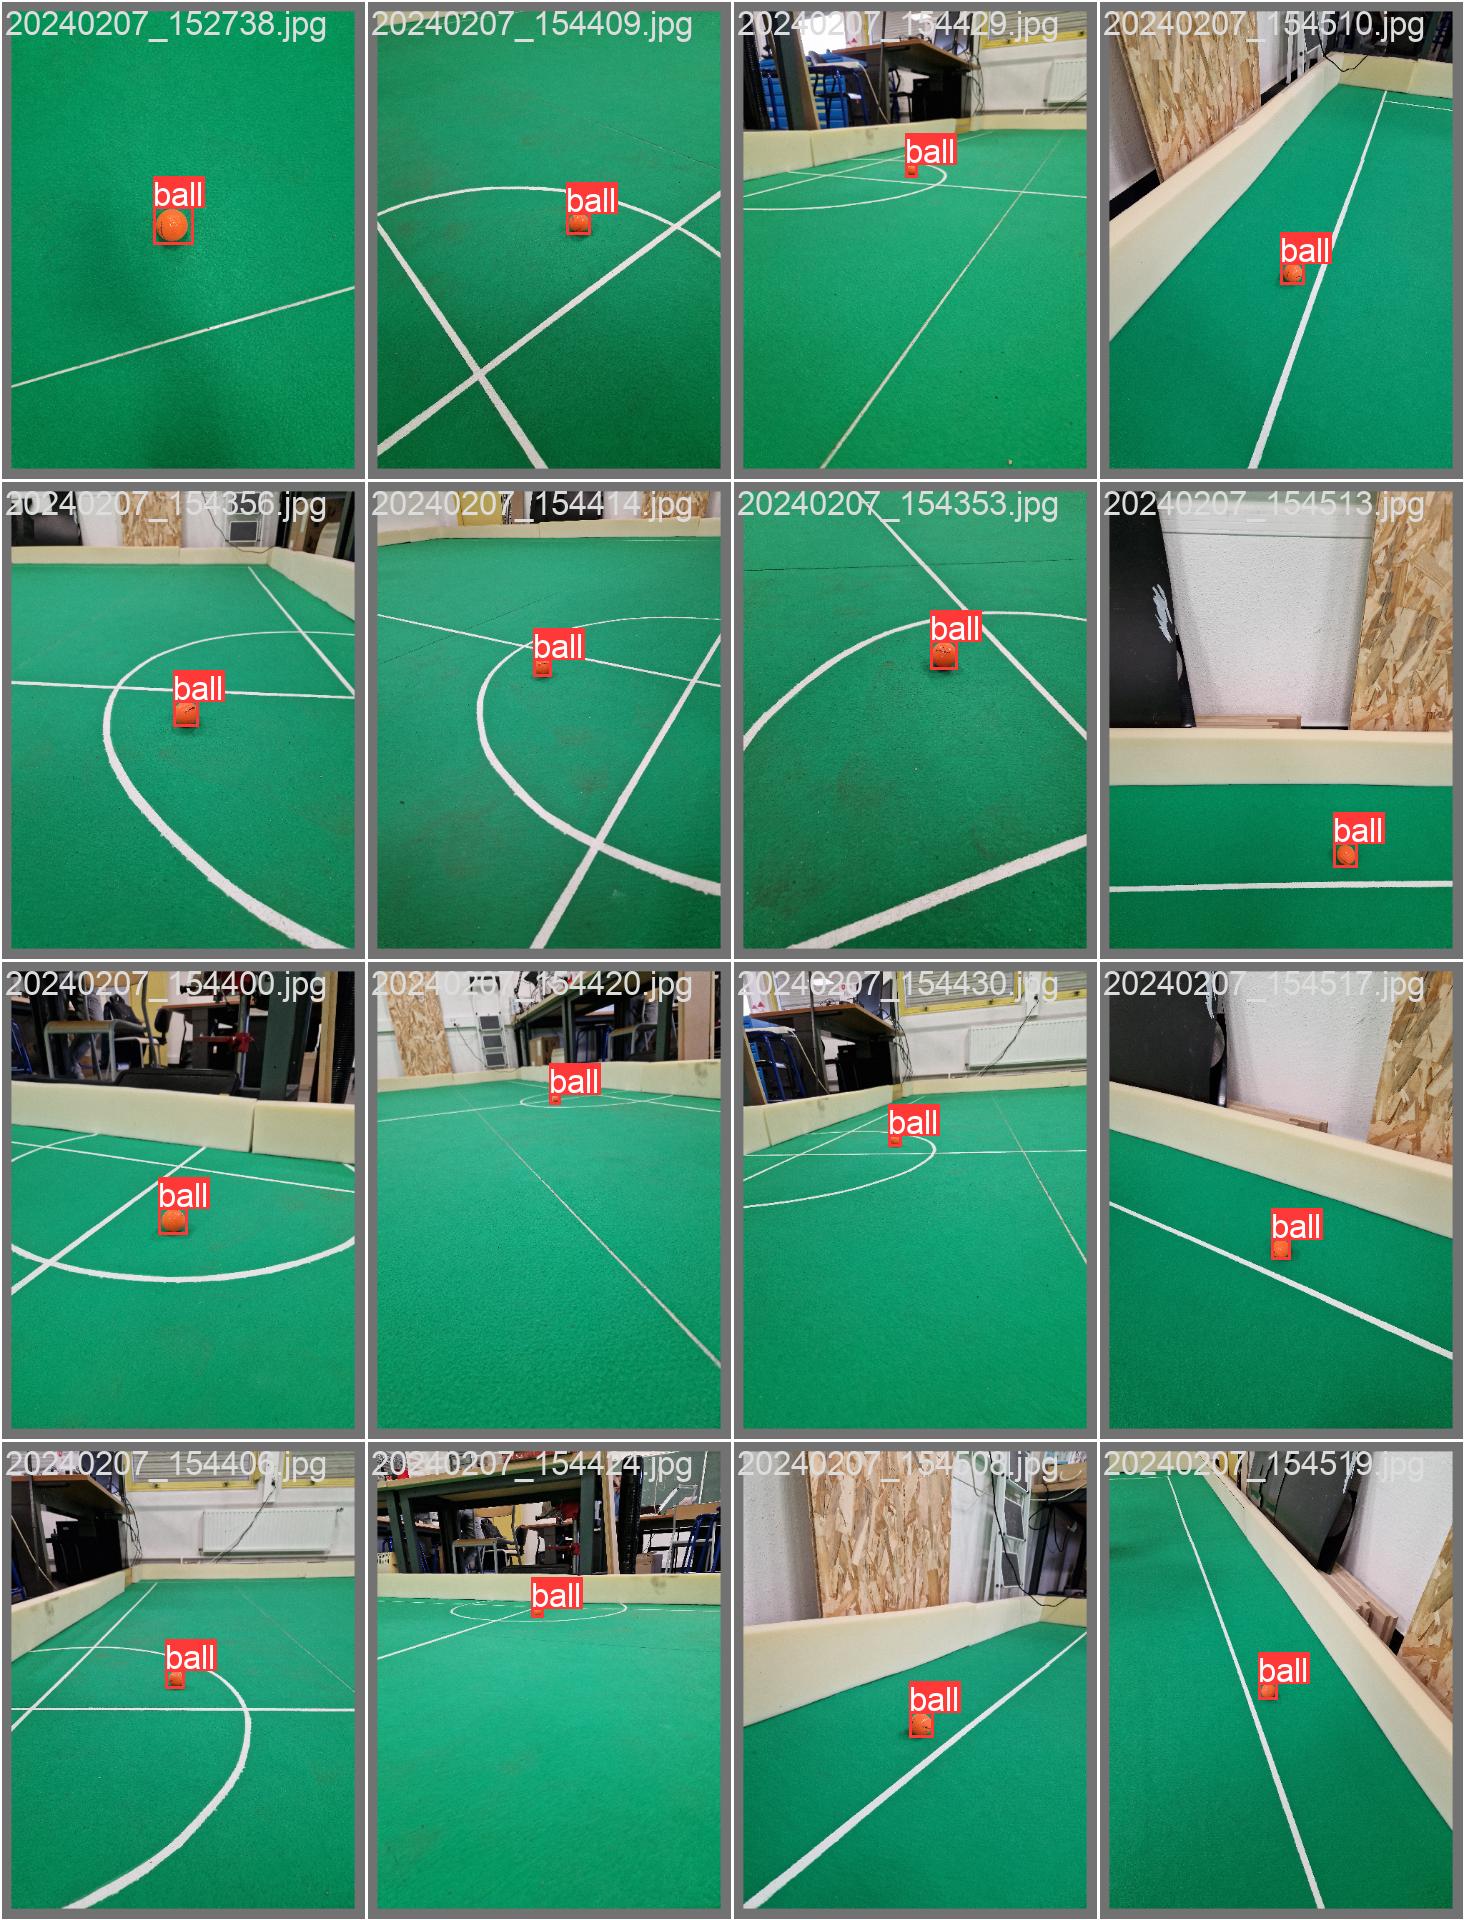 20240207_152738.jpg
ball
20240207_154409.jpg
ball
20240207_154429.jpg
ball
20240207_154510.jpg
ball
20240207_154356.jpg
ball
20240207_154414.jpg
ball
20240207_154353.jpg
ball
20240207_154513.jpg
ball
20240207_154400.jpg
ball
20240207_154420.jpg
ball
20240207_154430.jpg
ball
20240207_154517.jpg
ball
20240207_154406.jpg
ball
20240207_154424.jpg
ball
20240207_154508.jpg
ball
20240207_154519.jpg
ball